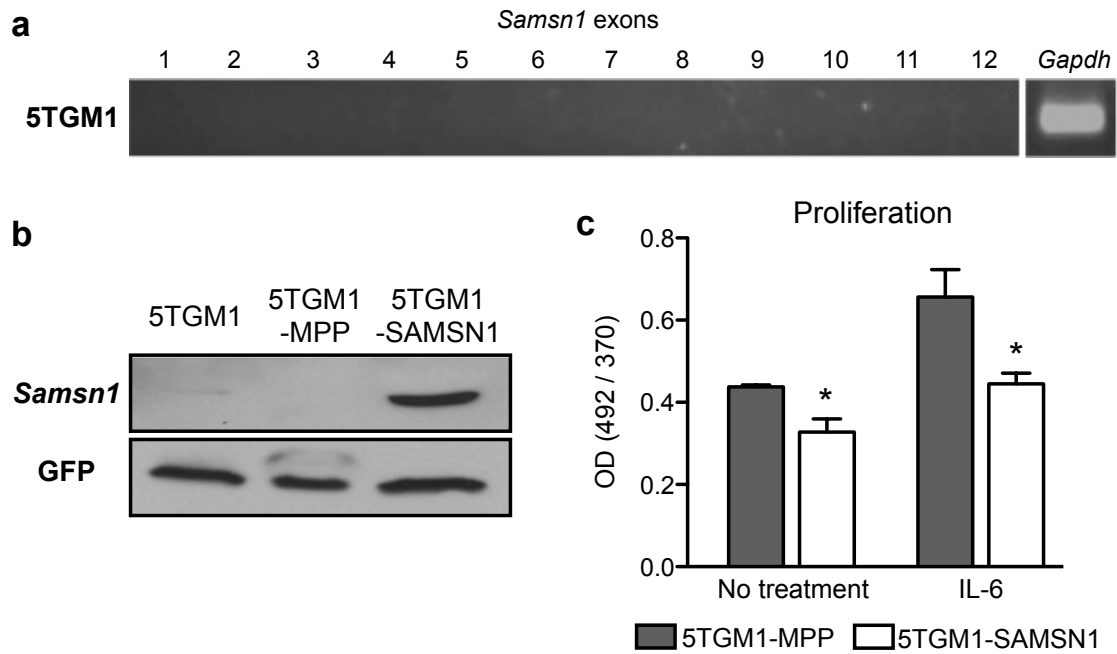 a
Samsn1 exons
1 2 3 4 5 6 7 8 9 10 11 12 Gapdh
5TGM1
b
5TGM1
5TGM1
-MPP
5TGM1
-SAMSN1
Samsn1
GFP
c
Proliferation
OD (492 / 370)
0.8
0.6
0.4
0.2
0.0
*
*
No treatment
IL-6
5TGM1-MPP
5TGM1-SAMSN1